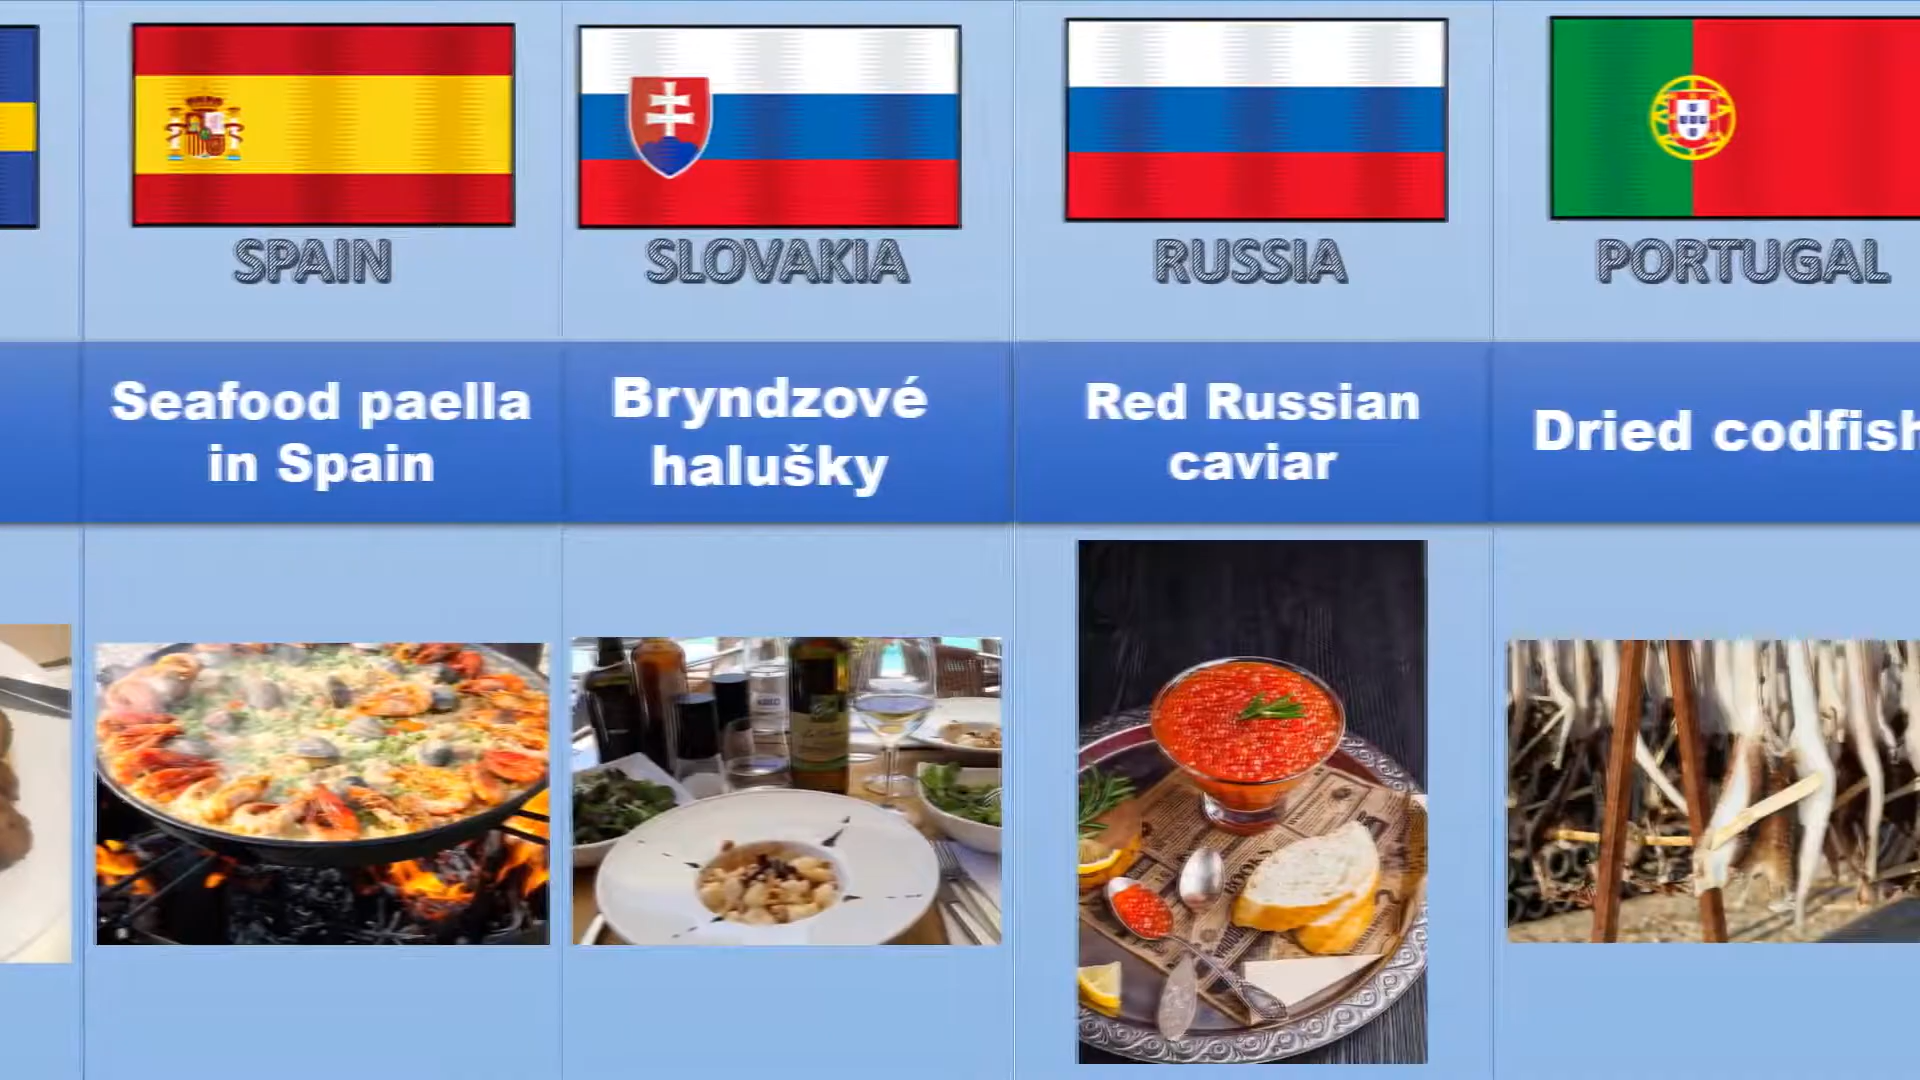 SPAIN
SLOVAKIA
RUSSIA
PORTUGAL
Seafood paella
in Spain
Bryndzové
halušky
Red Russian
caviar
Dried codfish